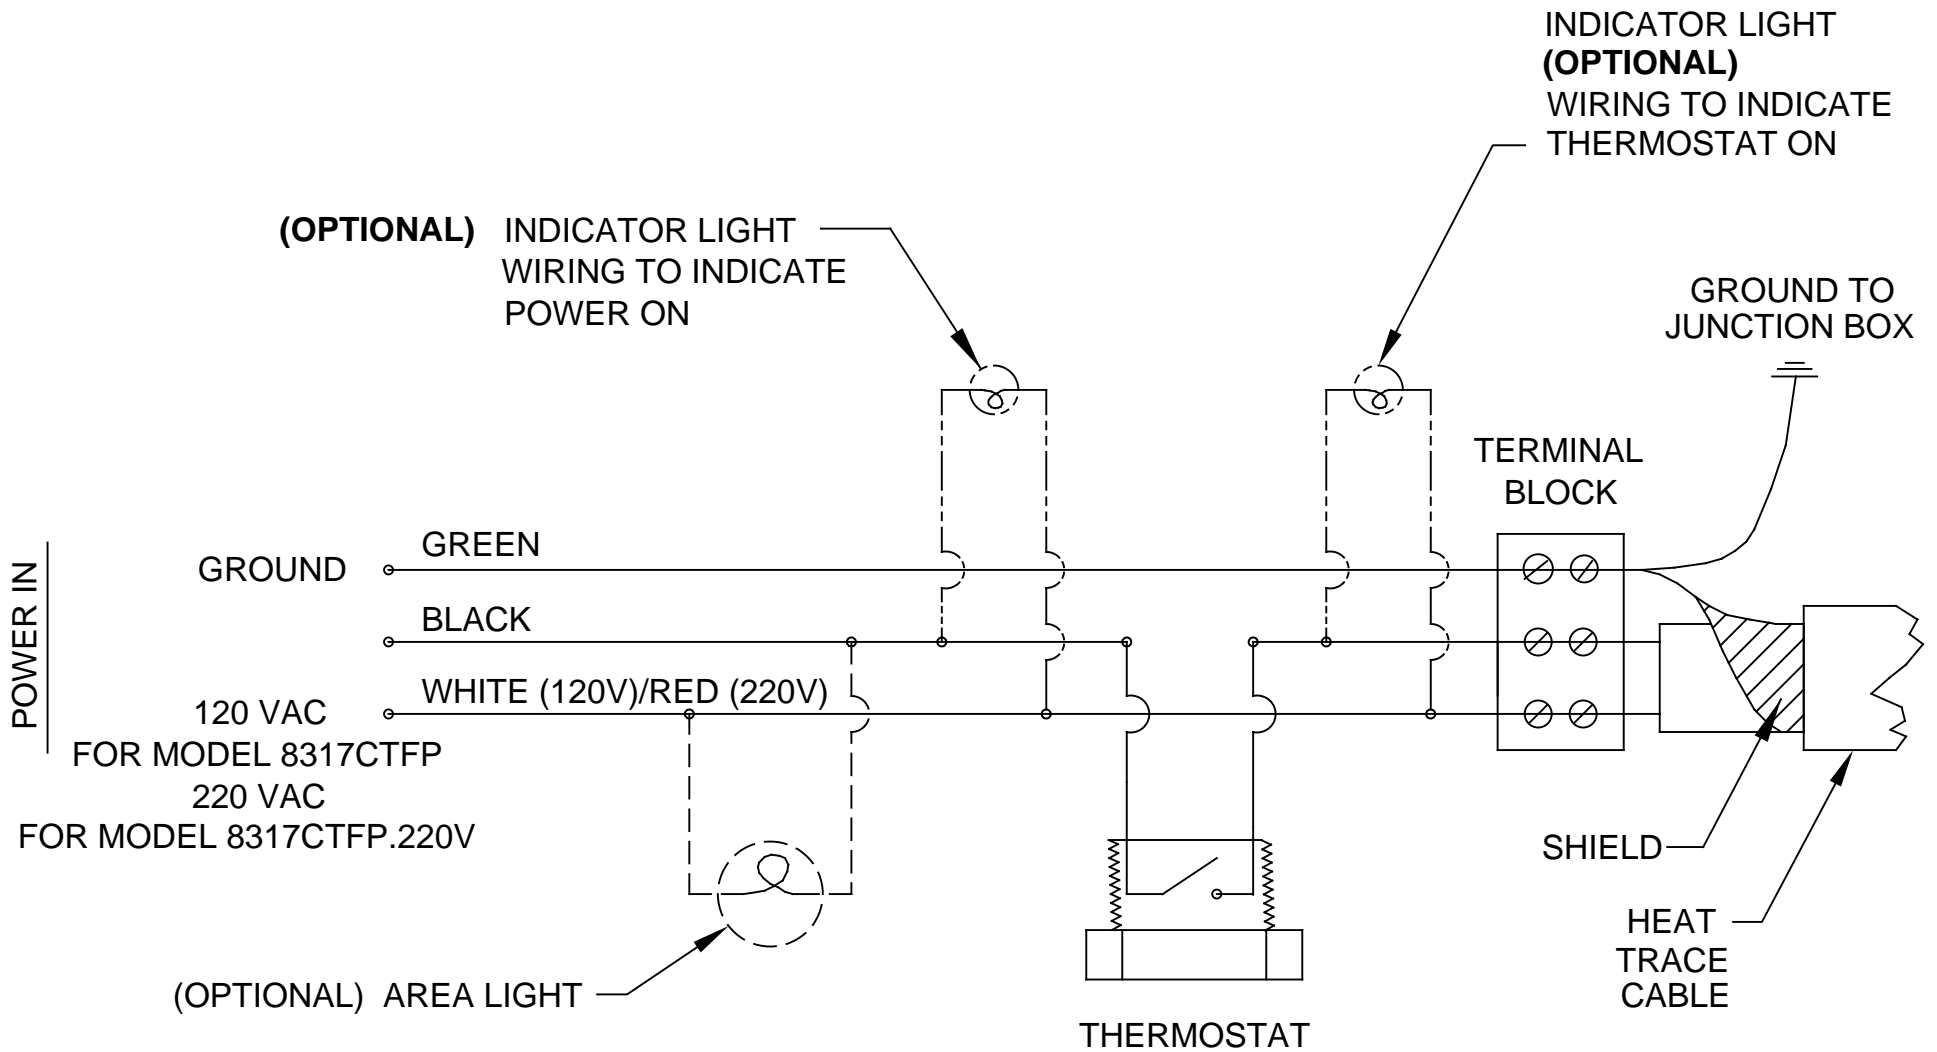 INDICATOR LIGHT
(OPTIONAL)
WIRING TO INDICATE
THERMOSTAT ON
(OPTIONAL) INDICATOR LIGHT
WIRING TO INDICATE
POWER ON
GROUND TO
JUNCTION BOX
TERMINAL
BLOCK
POWER IN
GROUND
GREEN
BLACK
WHITE (120V)/RED (220V)
120 VAC
FOR MODEL 8317CTFP
220 VAC
FOR MODEL 8317CTFP.220V
SHIELD
HEAT
TRACE
CABLE
(OPTIONAL) AREA LIGHT
THERMOSTAT